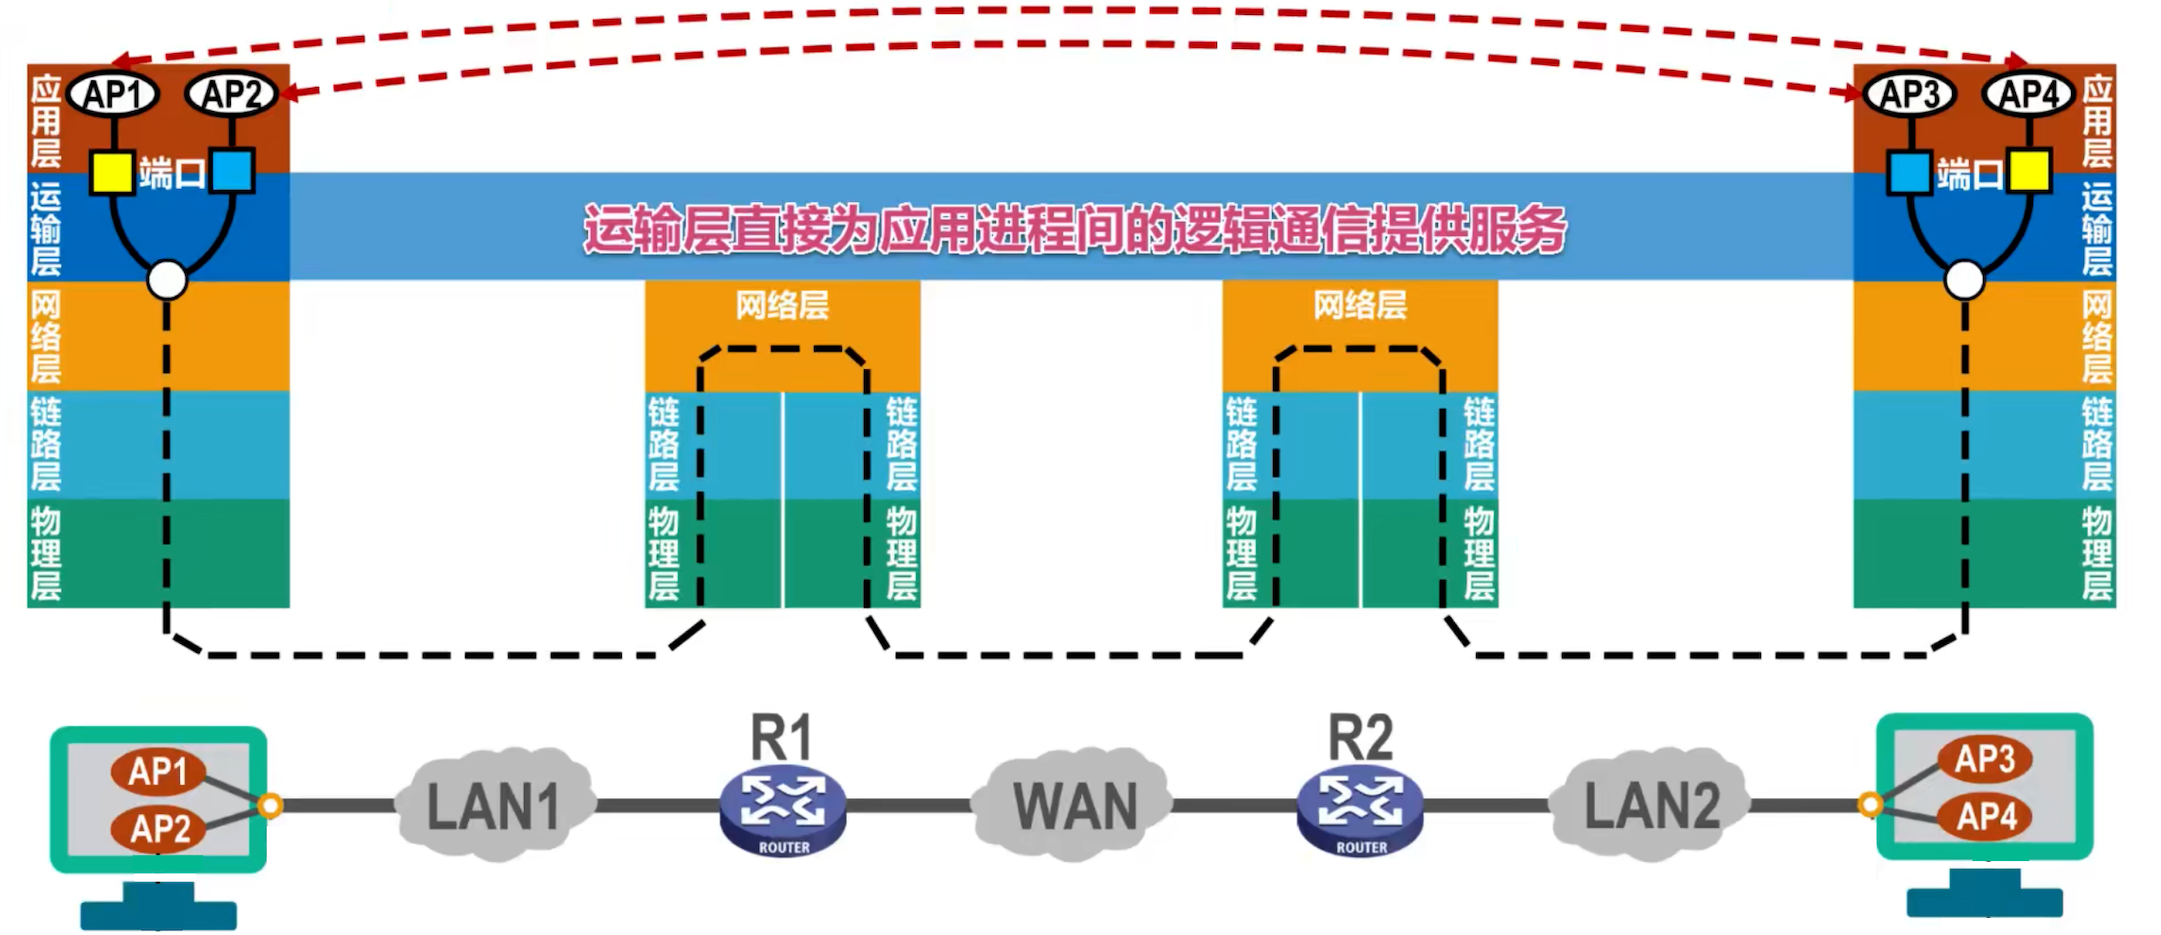 AP1
AP2
AP3
AP4
应用层
端口
端口
应用层
运输层
运输层直接为应用进程间的逻辑通信提供服务
运输层
网络层
网络层
网络层
网络层
链路层
链路层
链路层
链路层
链路层
链路层
物理层
物理层
物理层
物理层
物理层
物理层
R1
R2
AP1
AP2
LAN1
ROUTER
WAN
ROUTER
LAN2
AP3
AP4